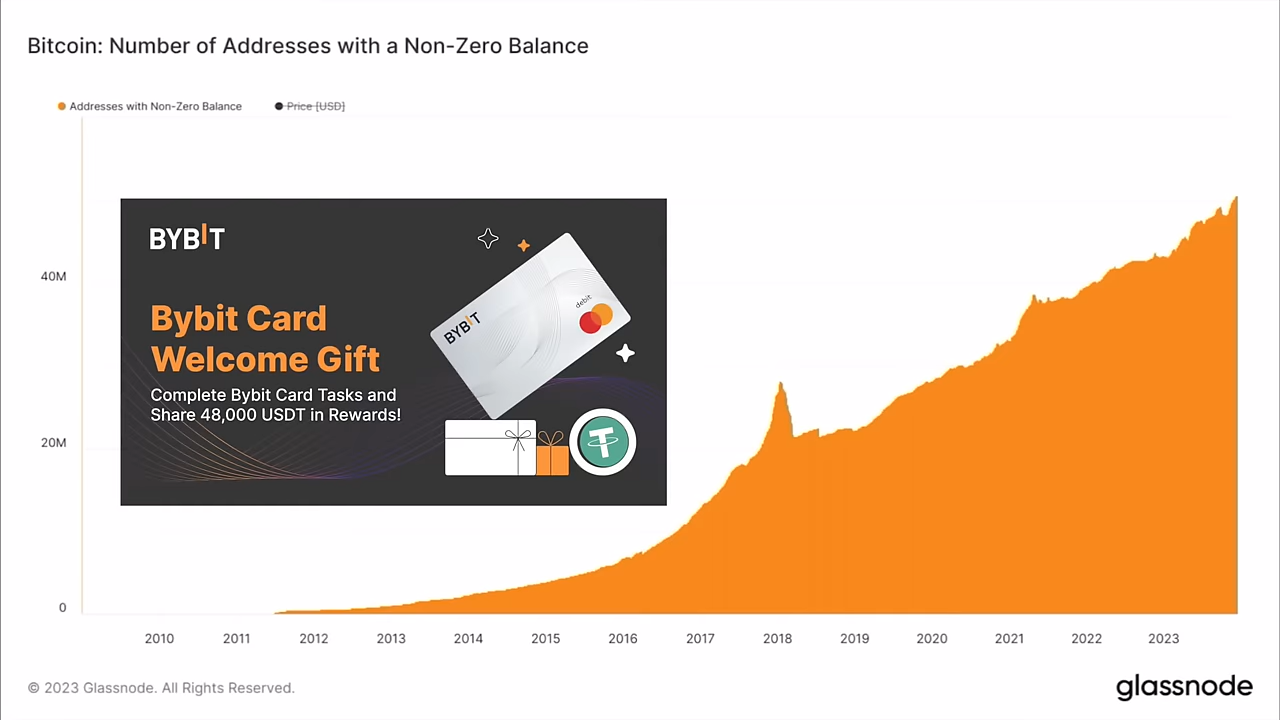 Bitcoin: Number of Addresses with a Non-Zero Balance
Addresses with Non-Zero Balance
Price [USD]
40M
20M
0
BYBIT
Bybit Card
Welcome Gift
Complete Bybit Card Tasks and
Share 48,000 USDT in Rewards!
BYBIT
debit
2010 2011 2012 2013 2014 2015 2016 2017 2018 2019 2020 2021 2022 2023
© 2023 Glassnode. All Rights Reserved.
glassnode